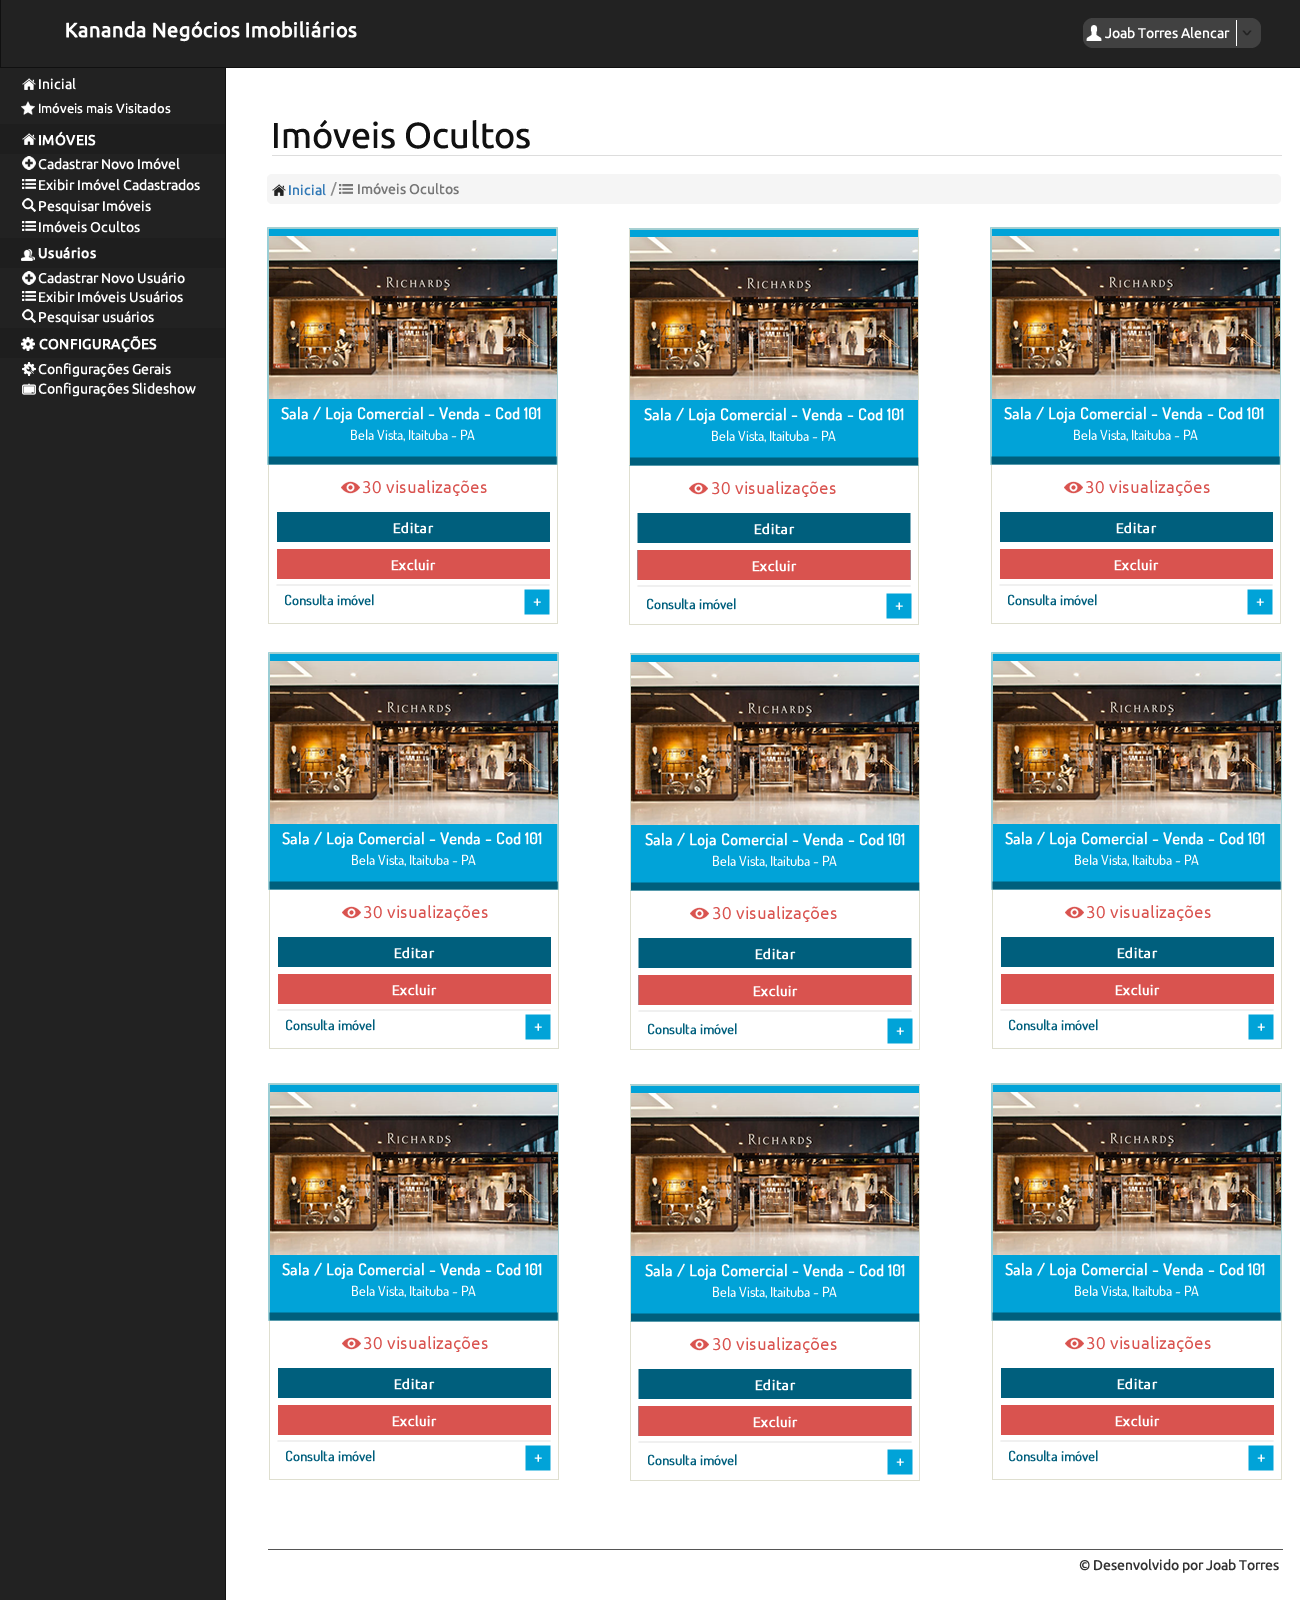 Kananda Negócios Imobiliários
Joab Torres Alencar
Inicial
Imóveis mais Visitados
IMÓVEIS
Cadastrar Novo Imóvel
Exibir Imóvel Cadastrados
Pesquisar Imóveis
Imóveis Ocultos
Usuários
Cadastrar Novo Usuário
Exibir Imóveis Usuários
Pesquisar usuários
CONFIGURAÇÕES
Configurações Gerais
Configurações Slideshow
Imóveis Ocultos
Inicial / Imóveis Ocultos
RICHARDS
Sala / Loja Comercial - Venda - Cod 101
Bela Vista, Itaituba - PA
30 visualizações
Editar
Excluir
Consulta imóvel +
RICHARDS
Sala / Loja Comercial - Venda - Cod 101
Bela Vista, Itaituba - PA
30 visualizações
Editar
Excluir
Consulta imóvel +
RICHARDS
Sala / Loja Comercial - Venda - Cod 101
Bela Vista, Itaituba - PA
30 visualizações
Editar
Excluir
Consulta imóvel +
RICHARDS
Sala / Loja Comercial - Venda - Cod 101
Bela Vista, Itaituba - PA
30 visualizações
Editar
Excluir
Consulta imóvel +
RICHARDS
Sala / Loja Comercial - Venda - Cod 101
Bela Vista, Itaituba - PA
30 visualizações
Editar
Excluir
Consulta imóvel +
RICHARDS
Sala / Loja Comercial - Venda - Cod 101
Bela Vista, Itaituba - PA
30 visualizações
Editar
Excluir
Consulta imóvel +
RICHARDS
Sala / Loja Comercial - Venda - Cod 101
Bela Vista, Itaituba - PA
30 visualizações
Editar
Excluir
Consulta imóvel +
RICHARDS
Sala / Loja Comercial - Venda - Cod 101
Bela Vista, Itaituba - PA
30 visualizações
Editar
Excluir
Consulta imóvel +
RICHARDS
Sala / Loja Comercial - Venda - Cod 101
Bela Vista, Itaituba - PA
30 visualizações
Editar
Excluir
Consulta imóvel +
© Desenvolvido por Joab Torres